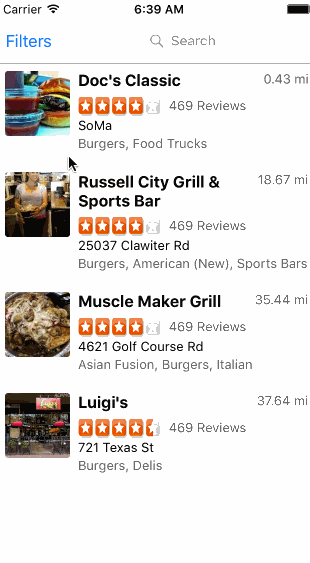 Carrier 6:39 AM
Filters Search
Doc's Classic 0.43 mi
469 Reviews
SoMa
Burgers, Food Trucks
Russell City Grill & 18.67 mi
Sports Bar
469 Reviews
25037 Clawiter Rd
Burgers, American (New), Sports Bars
Muscle Maker Grill 35.44 mi
469 Reviews
4621 Golf Course Rd
Asian Fusion, Burgers, Italian
Luigi's 37.64 mi
469 Reviews
721 Texas St
Burgers, Delis